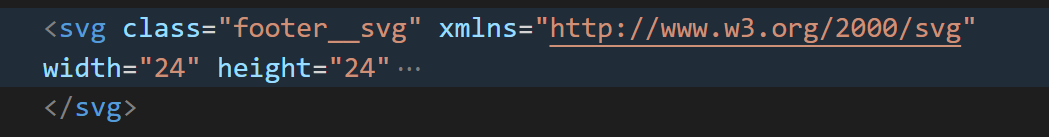 <svg class="footer__svg" xmlns="http://www.w3.org/2000/svg"
width="24" height="24"…
</svg>